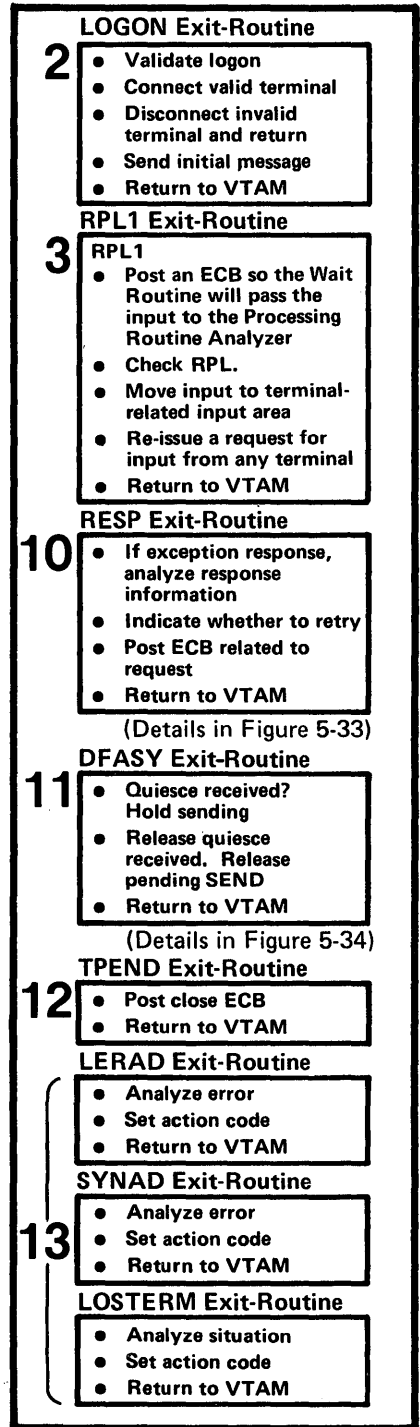 LOGON Exit-Routine
2
• Validate logon
• Connect valid terminal
• Disconnect invalid
terminal and return
• Send initial message
• Return to VTAM
RPL1 Exit-Routine
3
RPL1
• Post an ECB so the Wait
Routine will pass the
input to the Processing
Routine Analyzer
• Check RPL.
• Move input to terminal-
related input area
• Re-issue a request for
input from any terminal
• Return to VTAM
RESP Exit-Routine
10
• If exception response,
analyze response
information
• Indicate whether to retry
• Post ECB related to
request
• Return to VTAM
(Details in Figure 5-33)
DFASY Exit-Routine
11
• Quiesce received?
Hold sending
• Release quiesce
received. Release
pending SEND
• Return to VTAM
(Details in Figure 5-34)
TPEND Exit-Routine
12
• Post close ECB
• Return to VTAM
LERAD Exit-Routine
• Analyze error
• Set action code
• Return to VTAM
SYNAD Exit-Routine
13
• Analyze error
• Set action code
• Return to VTAM
LOSTERM Exit-Routine
• Analyze situation
• Set action code
• Return to VTAM